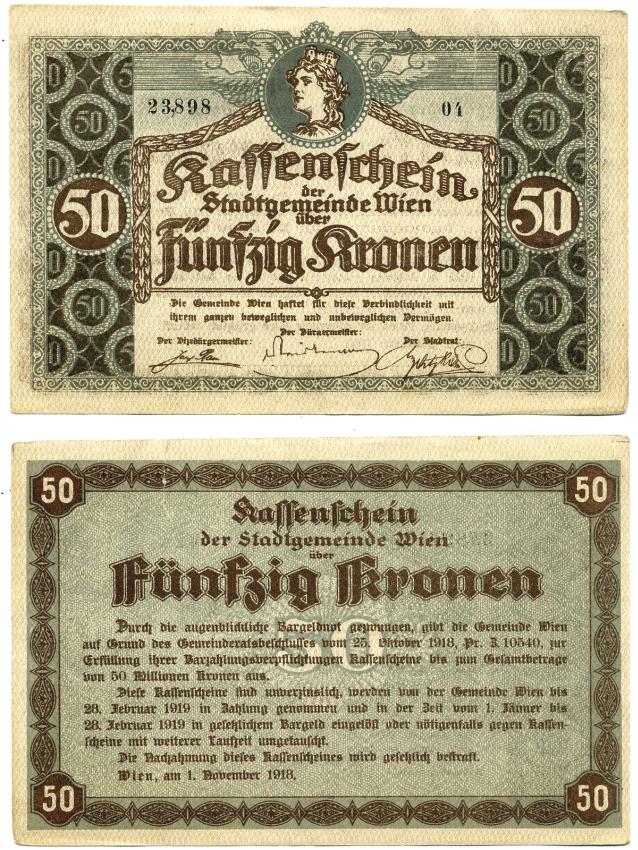 23,898 04
50 50
50 50
50 50
Kassenschein
der
Stadtgemeinde Wien
über
Fünfzig Kronen
Die Gemeinde Wien haftet für diese Verbindlichkeit mit
ihrem ganzen beweglichen und unbeweglichen Vermögen.
Der Bürgermeister:
Der Vizebürgermeister: Der Stadtrat:
50 50
Kassenschein
der Stadtgemeinde Wien
über
Fünfzig Kronen
Durch die augenblickliche Bargeldnot gezwungen, gibt die Gemeinde Wien
auf Grund des Gemeinderatsbeschlusses vom 25. Oktober 1918, Pr. Z. 10540, zur
Erfüllung ihrer Barzahlungsverpflichtungen Kassenscheine bis zum Gesamtbetrage
von 50 Millionen Kronen aus.
Diese Kassenscheine sind unverzinslich, werden von der Gemeinde Wien bis
28. Februar 1919 in Zahlung genommen und in der Zeit vom 1. Jänner bis
28. Februar 1919 in gesetzlichem Bargeld eingelöst oder nötigenfalls gegen Kassen-
scheine mit weiterer Laufzeit umgetauscht.
Die Nachahmung dieses Kassenscheines wird gesetzlich bestraft.
Wien, am 1. November 1918.
50 50